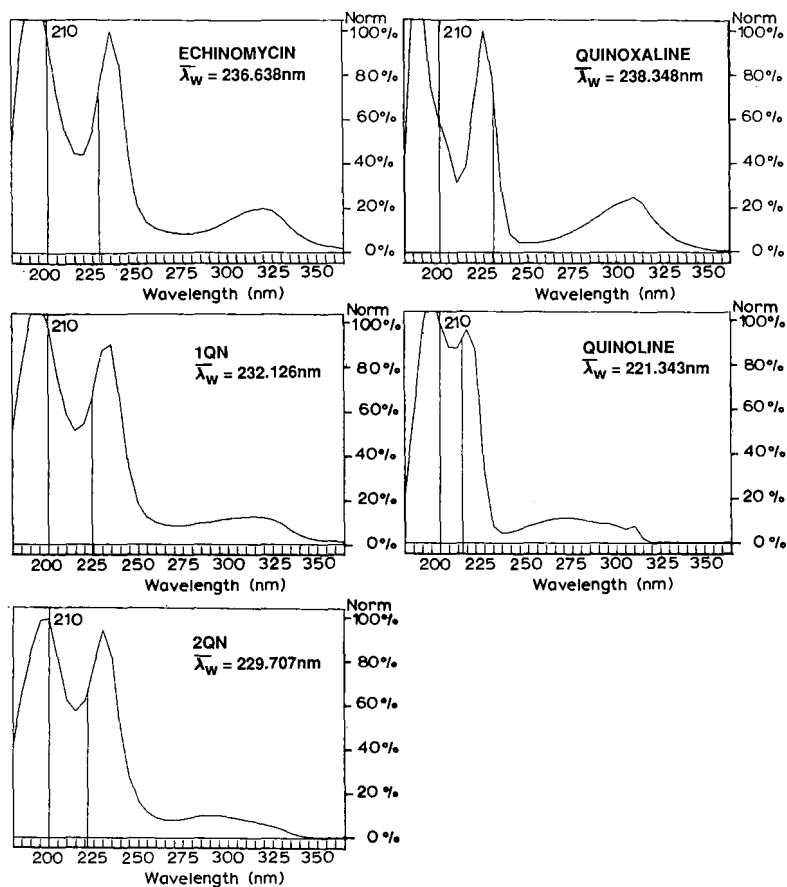 Norm
210
100%
ECHINOMYCIN
λ̅w = 236.638nm
80%
60%
40%
20%
0%
200 225 250 275 300 325 350
Wavelength (nm)
Norm
210
100%
QUINOXALINE
λ̅w = 238.348nm
80%
60%
40%
20%
0%
200 225 250 275 300 325 350
Wavelength (nm)
Norm
210
100%
1QN
λ̅w = 232.126nm
80%
60%
40%
20%
0%
200 225 250 275 300 325 350
Wavelength (nm)
Norm
210
100%
QUINOLINE
λ̅w = 221.343nm
80%
60%
40%
20%
0%
200 225 250 275 300 325 350
Wavelength (nm)
Norm
210
100%
2QN
λ̅w = 229.707nm
80%
60%
40%
20%
0%
200 225 250 275 300 325 350
Wavelength (nm)